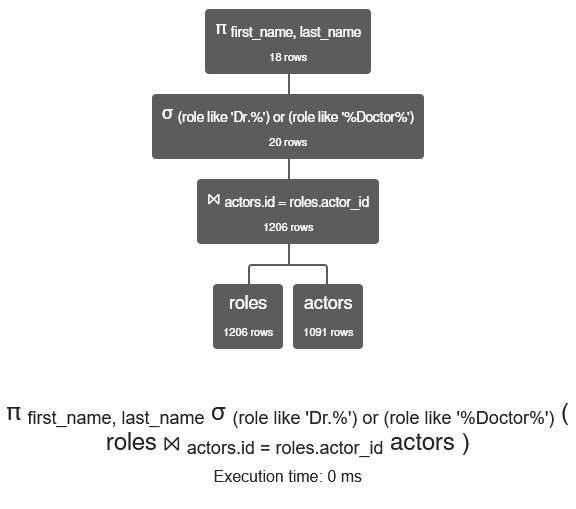 π first_name, last_name
18 rows
σ (role like 'Dr.%') or (role like '%Doctor%')
20 rows
⋈ actors.id = roles.actor_id
1206 rows
roles
1206 rows
actors
1091 rows
π first_name, last_name σ (role like 'Dr.%') or (role like '%Doctor%') (
roles ⋈ actors.id = roles.actor_id actors )
Execution time: 0 ms